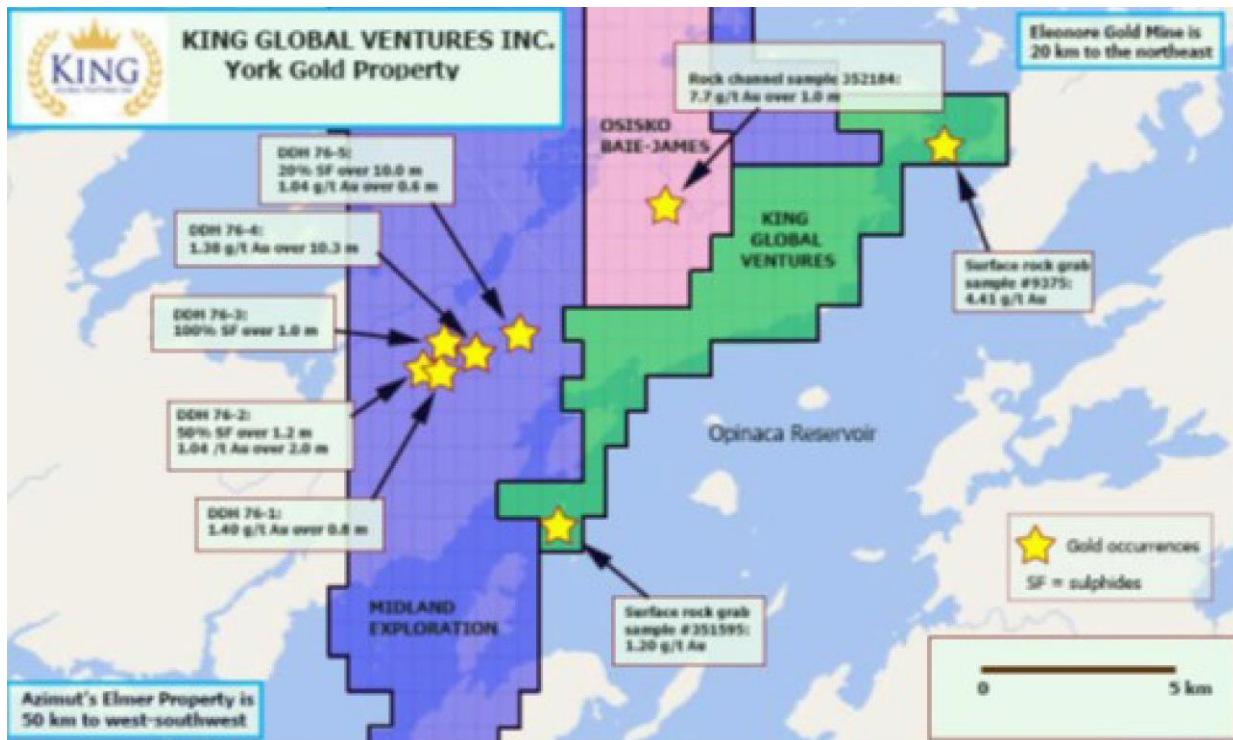 KING
KING GLOBAL VENTURES INC.
York Gold Property
Eleonore Gold Mine is
20 km to the northeast
Rock channel sample 352184:
7.7 g/t Au over 1.0 m
OSISKO
BAIE-JAMES
DDH 76-5:
20% SF over 10.0 m
1.04 g/t Au over 0.6 m
DDH 76-4:
1.38 g/t Au over 10.3 m
KING
GLOBAL
VENTURES
Surface rock grab
sample #9375:
4.41 g/t Au
DDH 76-3:
100% SF over 1.0 m
DDH 76-2:
50% SF over 1.2 m
1.04 /t Au over 2.0 m
Opinaca Reservoir
DDH 76-1:
1.40 g/t Au over 0.8 m
Gold occurrences
SF = sulphides
MIDLAND
EXPLORATION
Surface rock grab
sample #351595:
1.20 g/t Au
Azimut's Elmer Property is
50 km to west-southwest
0 5 km